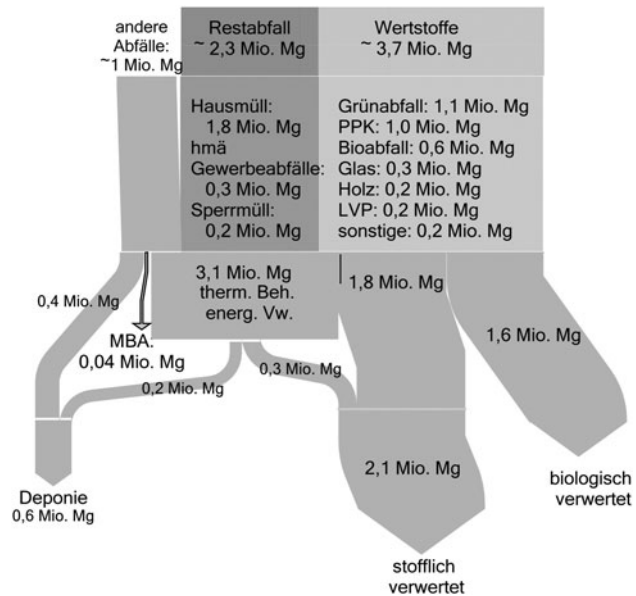 andere
Abfälle:
~1 Mio. Mg
Restabfall
~ 2,3 Mio. Mg
Wertstoffe
~ 3,7 Mio. Mg
Hausmüll:
1,8 Mio. Mg
hmä
Gewerbeabfälle:
0,3 Mio. Mg
Sperrmüll:
0,2 Mio. Mg
Grünabfall: 1,1 Mio. Mg
PPK: 1,0 Mio. Mg
Bioabfall: 0,6 Mio. Mg
Glas: 0,3 Mio. Mg
Holz: 0,2 Mio. Mg
LVP: 0,2 Mio. Mg
sonstige: 0,2 Mio. Mg
3,1 Mio. Mg
therm. Beh.
energ. Vw.
1,8 Mio. Mg
0,4 Mio. Mg
MBA:
0,04 Mio. Mg
1,6 Mio. Mg
0,2 Mio. Mg
0,3 Mio. Mg
2,1 Mio. Mg
Deponie
0,6 Mio. Mg
biologisch
verwertet
stofflich
verwertet